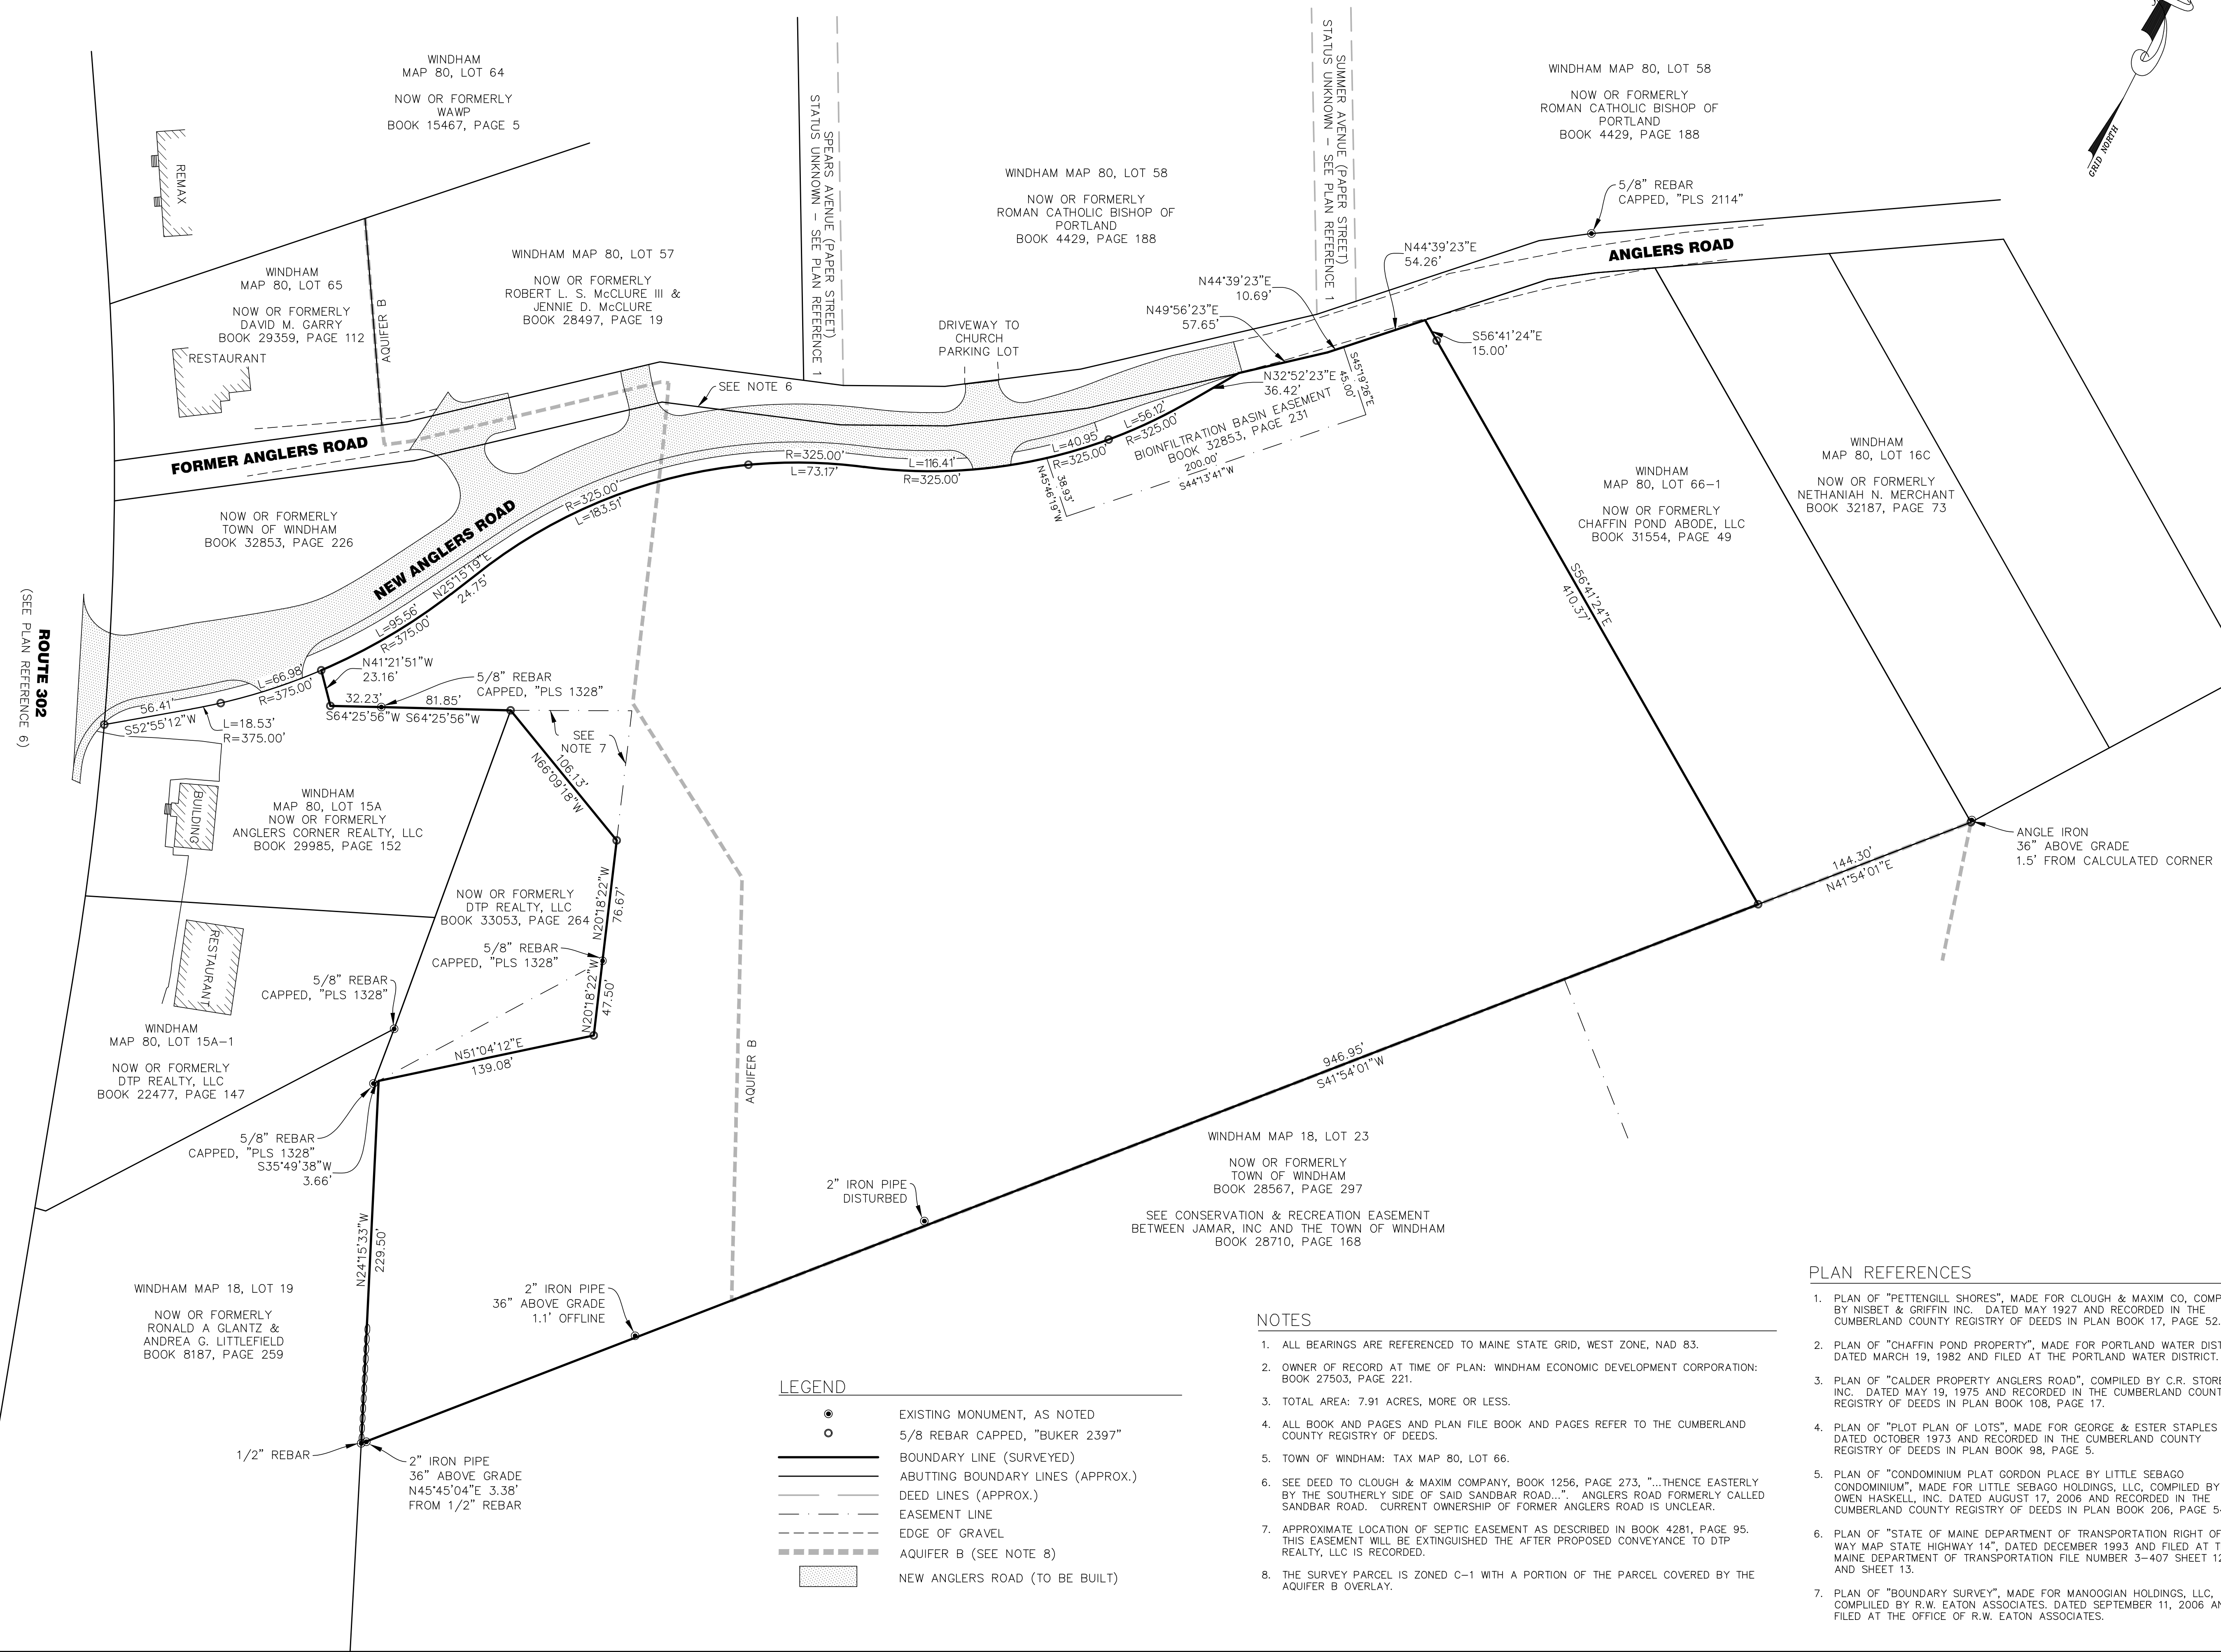 WINDHAM
MAP 80, LOT 64
NOW OR FORMERLY
WAWP
BOOK 15467, PAGE 5
REMAX
SPEARS AVENUE (PAPER STREET)
STATUS UNKNOWN - SEE PLAN REFERENCE 1
SUMMER AVENUE (PAPER STREET)
STATUS UNKNOWN - SEE PLAN REFERENCE 1
WINDHAM MAP 80, LOT 58
NOW OR FORMERLY
ROMAN CATHOLIC BISHOP OF
PORTLAND
BOOK 4429, PAGE 188
WINDHAM MAP 80, LOT 58
NOW OR FORMERLY
ROMAN CATHOLIC BISHOP OF
PORTLAND
BOOK 4429, PAGE 188
GRID NORTH
5/8" REBAR
CAPPED, "PLS 2114"
ANGLERS ROAD
N44°39'23"E
54.26'
N44°39'23"E
10.69'
N49°56'23"E
57.65'
S56°41'24"E
15.00'
WINDHAM
MAP 80, LOT 65
NOW OR FORMERLY
DAVID M. GARRY
BOOK 29359, PAGE 112
RESTAURANT
AQUIFER B
WINDHAM MAP 80, LOT 57
NOW OR FORMERLY
ROBERT L. S. McCLURE III &
JENNIE D. McCLURE
BOOK 28497, PAGE 19
DRIVEWAY TO
CHURCH
PARKING LOT
SEE NOTE 6
N32°52'23"E
36.42'
S45°19'26"E
45.00'
L=56.12'
R=325.00'
L=40.95'
R=325.00'
BIOINFILTRATION BASIN EASEMENT
BOOK 32853, PAGE 231
200.00'
S44°13'41"W
N45°46'19"W
38.93'
FORMER ANGLERS ROAD
NOW OR FORMERLY
TOWN OF WINDHAM
BOOK 32853, PAGE 226
NEW ANGLERS ROAD
R=325.00'
L=183.51'
R=325.00'
L=73.17'
L=116.41'
R=325.00'
N25°15'19"E
24.75'
L=95.56'
R=375.00'
WINDHAM
MAP 80, LOT 66-1
NOW OR FORMERLY
CHAFFIN POND ABODE, LLC
BOOK 31554, PAGE 49
WINDHAM
MAP 80, LOT 16C
NOW OR FORMERLY
NETHANIAH N. MERCHANT
BOOK 32187, PAGE 73
S56°41'24"E
410.37'
ROUTE 302
(SEE PLAN REFERENCE 6)
N41°21'51"W
23.16'
5/8" REBAR
CAPPED, "PLS 1328"
L=66.98'
R=375.00'
56.41'
S52°55'12"W
L=18.53'
R=375.00'
32.23'
S64°25'56"W
81.85'
S64°25'56"W
SEE
NOTE 7
106.13'
N66°09'18"W
BUILDING
WINDHAM
MAP 80, LOT 15A
NOW OR FORMERLY
ANGLERS CORNER REALTY, LLC
BOOK 29985, PAGE 152
ANGLE IRON
36" ABOVE GRADE
1.5' FROM CALCULATED CORNER
144.30'
N41°54'01"E
NOW OR FORMERLY
DTP REALTY, LLC
BOOK 33053, PAGE 264
N20°18'22"W
76.67'
5/8" REBAR
CAPPED, "PLS 1328"
RESTAURANT
5/8" REBAR
CAPPED, "PLS 1328"
N20°18'22"W
47.50'
WINDHAM
MAP 80, LOT 15A-1
NOW OR FORMERLY
DTP REALTY, LLC
BOOK 22477, PAGE 147
N51°04'12"E
139.08'
AQUIFER B
946.95'
S41°54'01"W
5/8" REBAR
CAPPED, "PLS 1328"
S35°49'38"W
3.66'
WINDHAM MAP 18, LOT 23
NOW OR FORMERLY
TOWN OF WINDHAM
BOOK 28567, PAGE 297
SEE CONSERVATION & RECREATION EASEMENT
BETWEEN JAMAR, INC AND THE TOWN OF WINDHAM
BOOK 28710, PAGE 168
2" IRON PIPE
DISTURBED
N24°15'33"W
229.50'
WINDHAM MAP 18, LOT 19
NOW OR FORMERLY
RONALD A GLANTZ &
ANDREA G. LITTLEFIELD
BOOK 8187, PAGE 259
2" IRON PIPE
36" ABOVE GRADE
1.1' OFFLINE
1/2" REBAR
2" IRON PIPE
36" ABOVE GRADE
N45°45'04"E 3.38'
FROM 1/2" REBAR
LEGEND
EXISTING MONUMENT, AS NOTED
5/8 REBAR CAPPED, "BUKER 2397"
BOUNDARY LINE (SURVEYED)
ABUTTING BOUNDARY LINES (APPROX.)
DEED LINES (APPROX.)
EASEMENT LINE
EDGE OF GRAVEL
AQUIFER B (SEE NOTE 8)
NEW ANGLERS ROAD (TO BE BUILT)
NOTES
1. ALL BEARINGS ARE REFERENCED TO MAINE STATE GRID, WEST ZONE, NAD 83.
2. OWNER OF RECORD AT TIME OF PLAN: WINDHAM ECONOMIC DEVELOPMENT CORPORATION:
BOOK 27503, PAGE 221.
3. TOTAL AREA: 7.91 ACRES, MORE OR LESS.
4. ALL BOOK AND PAGES AND PLAN FILE BOOK AND PAGES REFER TO THE CUMBERLAND
COUNTY REGISTRY OF DEEDS.
5. TOWN OF WINDHAM: TAX MAP 80, LOT 66.
6. SEE DEED TO CLOUGH & MAXIM COMPANY, BOOK 1256, PAGE 273, "...THENCE EASTERLY
BY THE SOUTHERLY SIDE OF SAID SANDBAR ROAD...". ANGLERS ROAD FORMERLY CALLED
SANDBAR ROAD. CURRENT OWNERSHIP OF FORMER ANGLERS ROAD IS UNCLEAR.
7. APPROXIMATE LOCATION OF SEPTIC EASEMENT AS DESCRIBED IN BOOK 4281, PAGE 95.
THIS EASEMENT WILL BE EXTINGUISHED THE AFTER PROPOSED CONVEYANCE TO DTP
REALTY, LLC IS RECORDED.
8. THE SURVEY PARCEL IS ZONED C-1 WITH A PORTION OF THE PARCEL COVERED BY THE
AQUIFER B OVERLAY.
PLAN REFERENCES
1. PLAN OF "PETTENGILL SHORES", MADE FOR CLOUGH & MAXIM CO, COMP
BY NISBET & GRIFFIN INC. DATED MAY 1927 AND RECORDED IN THE
CUMBERLAND COUNTY REGISTRY OF DEEDS IN PLAN BOOK 17, PAGE 52.
2. PLAN OF "CHAFFIN POND PROPERTY", MADE FOR PORTLAND WATER DIST
DATED MARCH 19, 1982 AND FILED AT THE PORTLAND WATER DISTRICT.
3. PLAN OF "CALDER PROPERTY ANGLERS ROAD", COMPILED BY C.R. STORE
INC. DATED MAY 19, 1975 AND RECORDED IN THE CUMBERLAND COUNT
REGISTRY OF DEEDS IN PLAN BOOK 108, PAGE 17.
4. PLAN OF "PLOT PLAN OF LOTS", MADE FOR GEORGE & ESTER STAPLES
DATED OCTOBER 1973 AND RECORDED IN THE CUMBERLAND COUNTY
REGISTRY OF DEEDS IN PLAN BOOK 98, PAGE 5.
5. PLAN OF "CONDOMINIUM PLAT GORDON PLACE BY LITTLE SEBAGO
CONDOMINIUM", MADE FOR LITTLE SEBAGO HOLDINGS, LLC, COMPILED BY
OWEN HASKELL, INC. DATED AUGUST 17, 2006 AND RECORDED IN THE
CUMBERLAND COUNTY REGISTRY OF DEEDS IN PLAN BOOK 206, PAGE 5
6. PLAN OF "STATE OF MAINE DEPARTMENT OF TRANSPORTATION RIGHT OF
WAY MAP STATE HIGHWAY 14", DATED DECEMBER 1993 AND FILED AT T
MAINE DEPARTMENT OF TRANSPORTATION FILE NUMBER 3-407 SHEET 12
AND SHEET 13.
7. PLAN OF "BOUNDARY SURVEY", MADE FOR MANOOGIAN HOLDINGS, LLC,
COMPLILED BY R.W. EATON ASSOCIATES. DATED SEPTEMBER 11, 2006 AN
FILED AT THE OFFICE OF R.W. EATON ASSOCIATES.